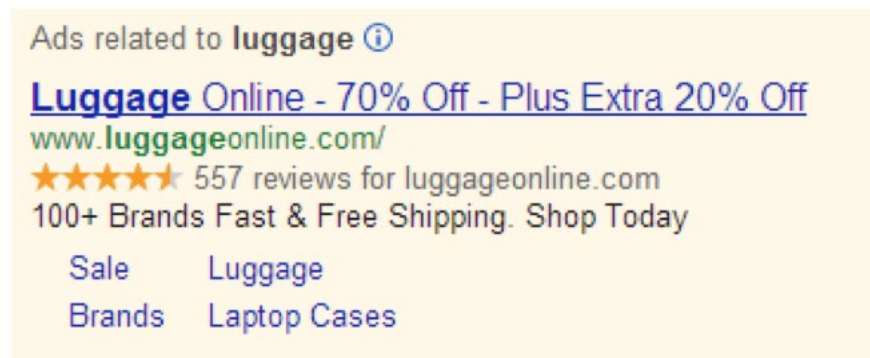 Ads related to luggage
Luggage Online - 70% Off - Plus Extra 20% Off
www.luggageonline.com/
557 reviews for luggageonline.com
100+ Brands Fast & Free Shipping. Shop Today
Sale Luggage
Brands Laptop Cases